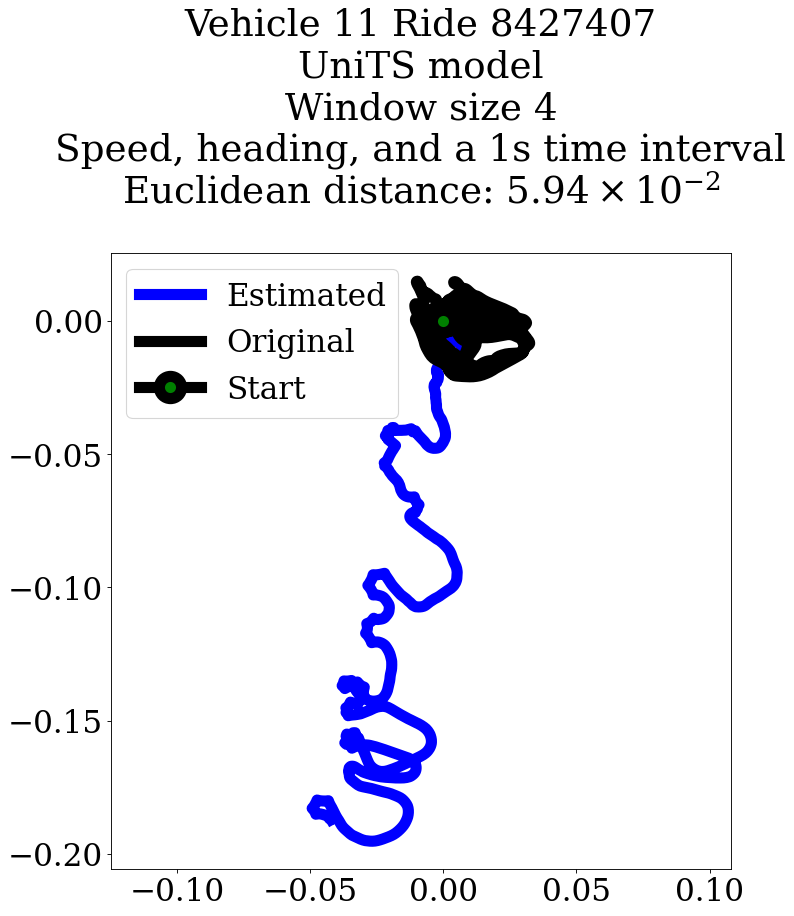 Vehicle 11 Ride 8427407
UniTS model
Window size 4
Speed, heading, and a 1s time interval
Euclidean distance: 5.94 × 10⁻²
Estimated
Original
Start
0.00
−0.05
−0.10
−0.15
−0.20
−0.10 −0.05 0.00 0.05 0.10